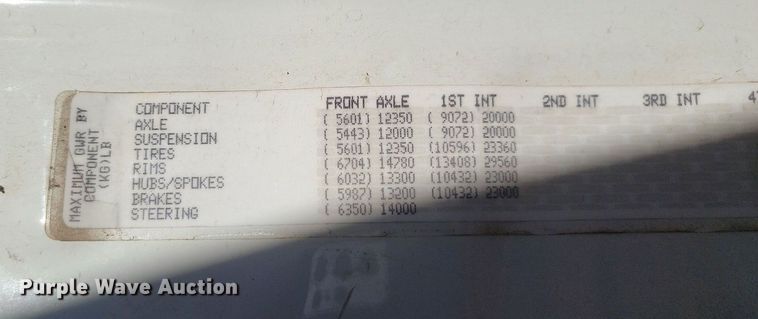 MAXIMUM GWR BY
COMPONENT
(KG)LB
COMPONENT FRONT AXLE 1ST INT 2ND INT 3RD INT
AXLE ( 5601) 12350 ( 9072) 20000
SUSPENSION ( 5443) 12000 ( 9072) 20000
TIRES ( 5601) 12350 (10596) 23360
RIMS ( 6704) 14780 (13408) 29560
HUBS/SPOKES ( 6032) 13300 (10432) 23000
BRAKES ( 5987) 13200 (10432) 23000
STEERING ( 6350) 14000
Purple Wave Auction